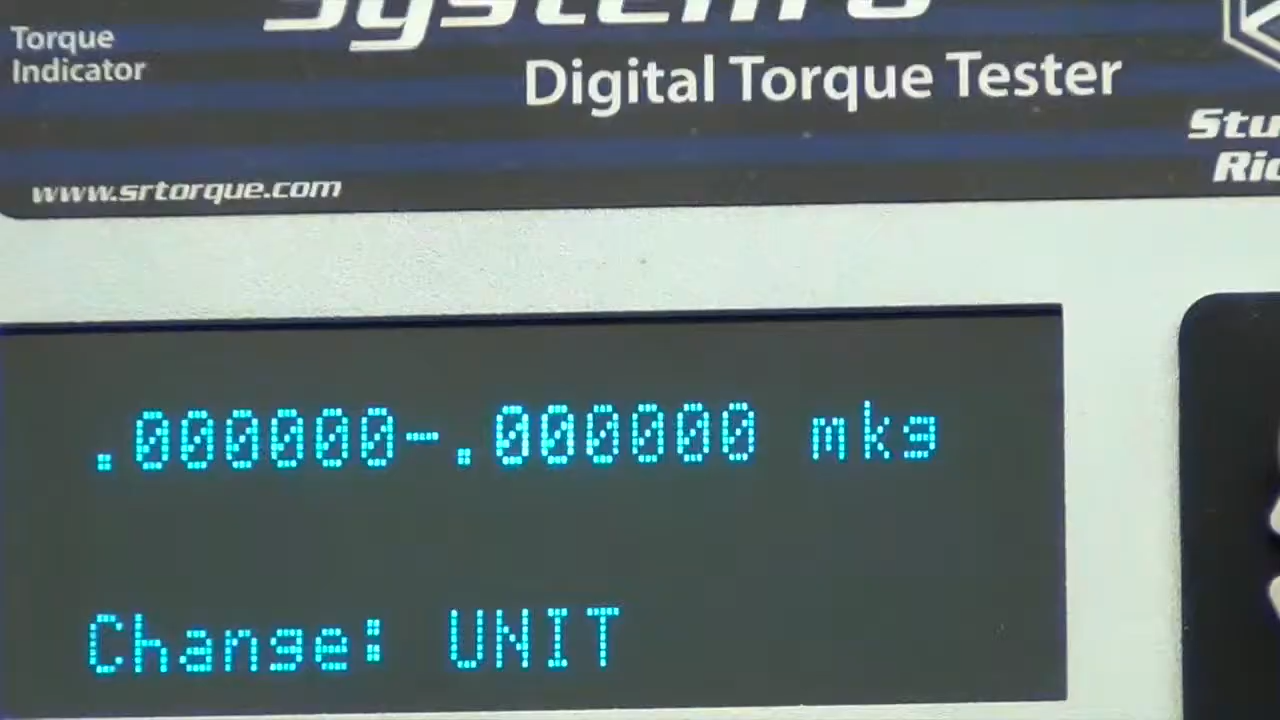 Torque
Indicator
Digital Torque Tester
www.srtorque.com
.000000-.000000 mkg
Change: UNIT